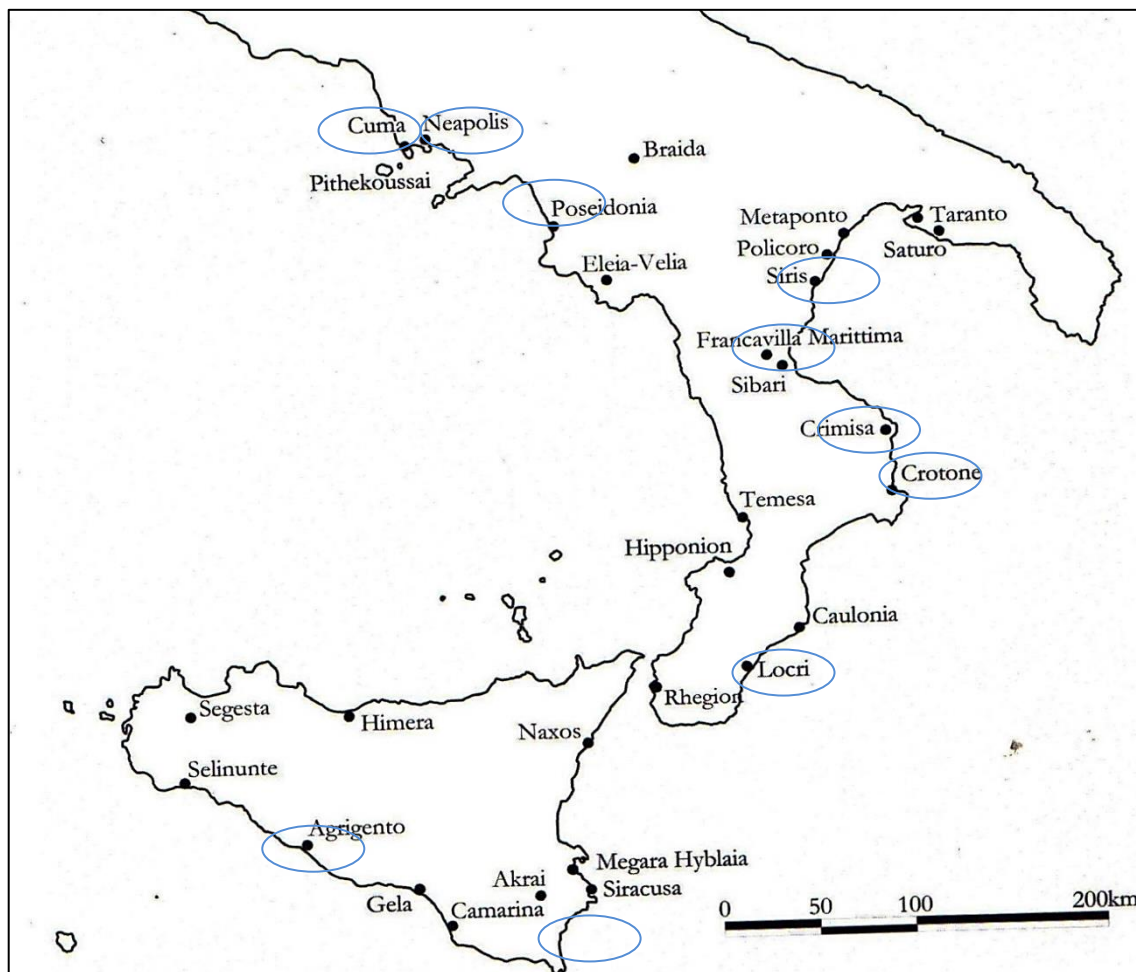 Cuma
Neapolis
Braida
Pithekoussai
Poseidonia
Metaponto
Taranto
Policoro
Saturo
Eleia-Velia
Siris
Francavilla Marittima
Sibari
Crimisa
Crotone
Temesa
Hipponion
Caulonia
Locri
Rhegion
Segesta
Himera
Naxos
Selinunte
Agrigento
Megara Hyblaia
Akrai
Siracusa
Gela
Camarina
0 50 100 200km